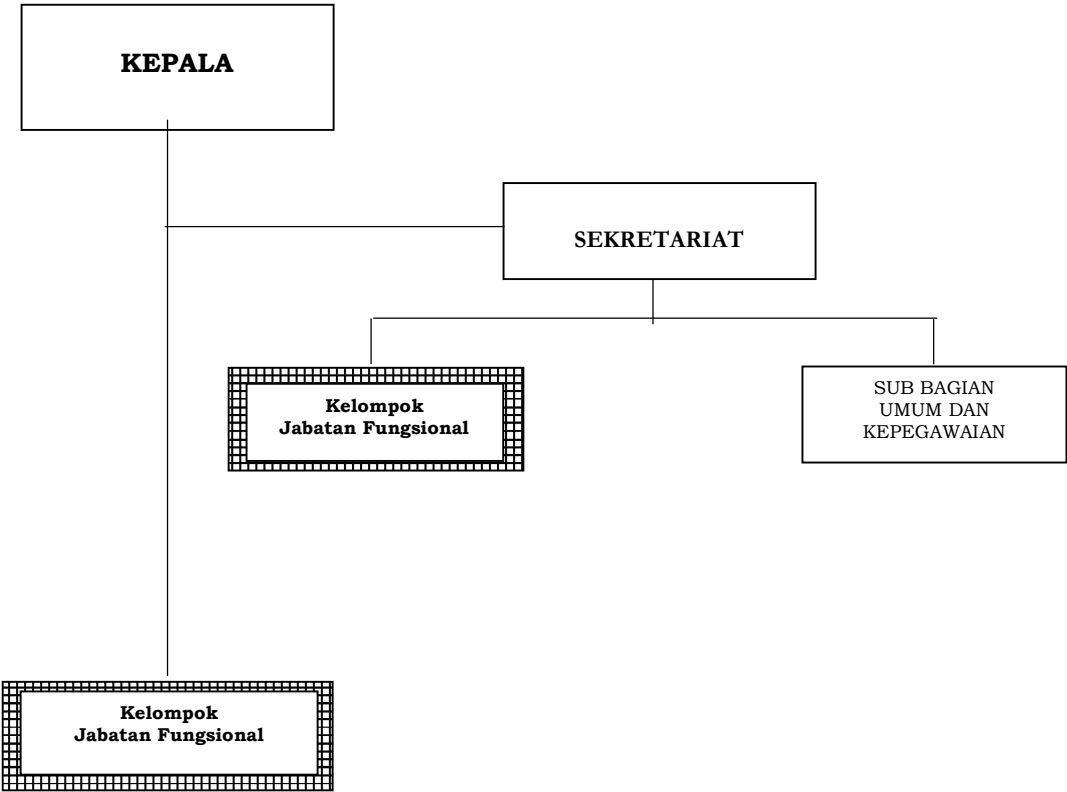 KEPALA
SEKRETARIAT
Kelompok
Jabatan Fungsional
SUB BAGIAN
UMUM DAN
KEPEGAWAIAN
Kelompok
Jabatan Fungsional